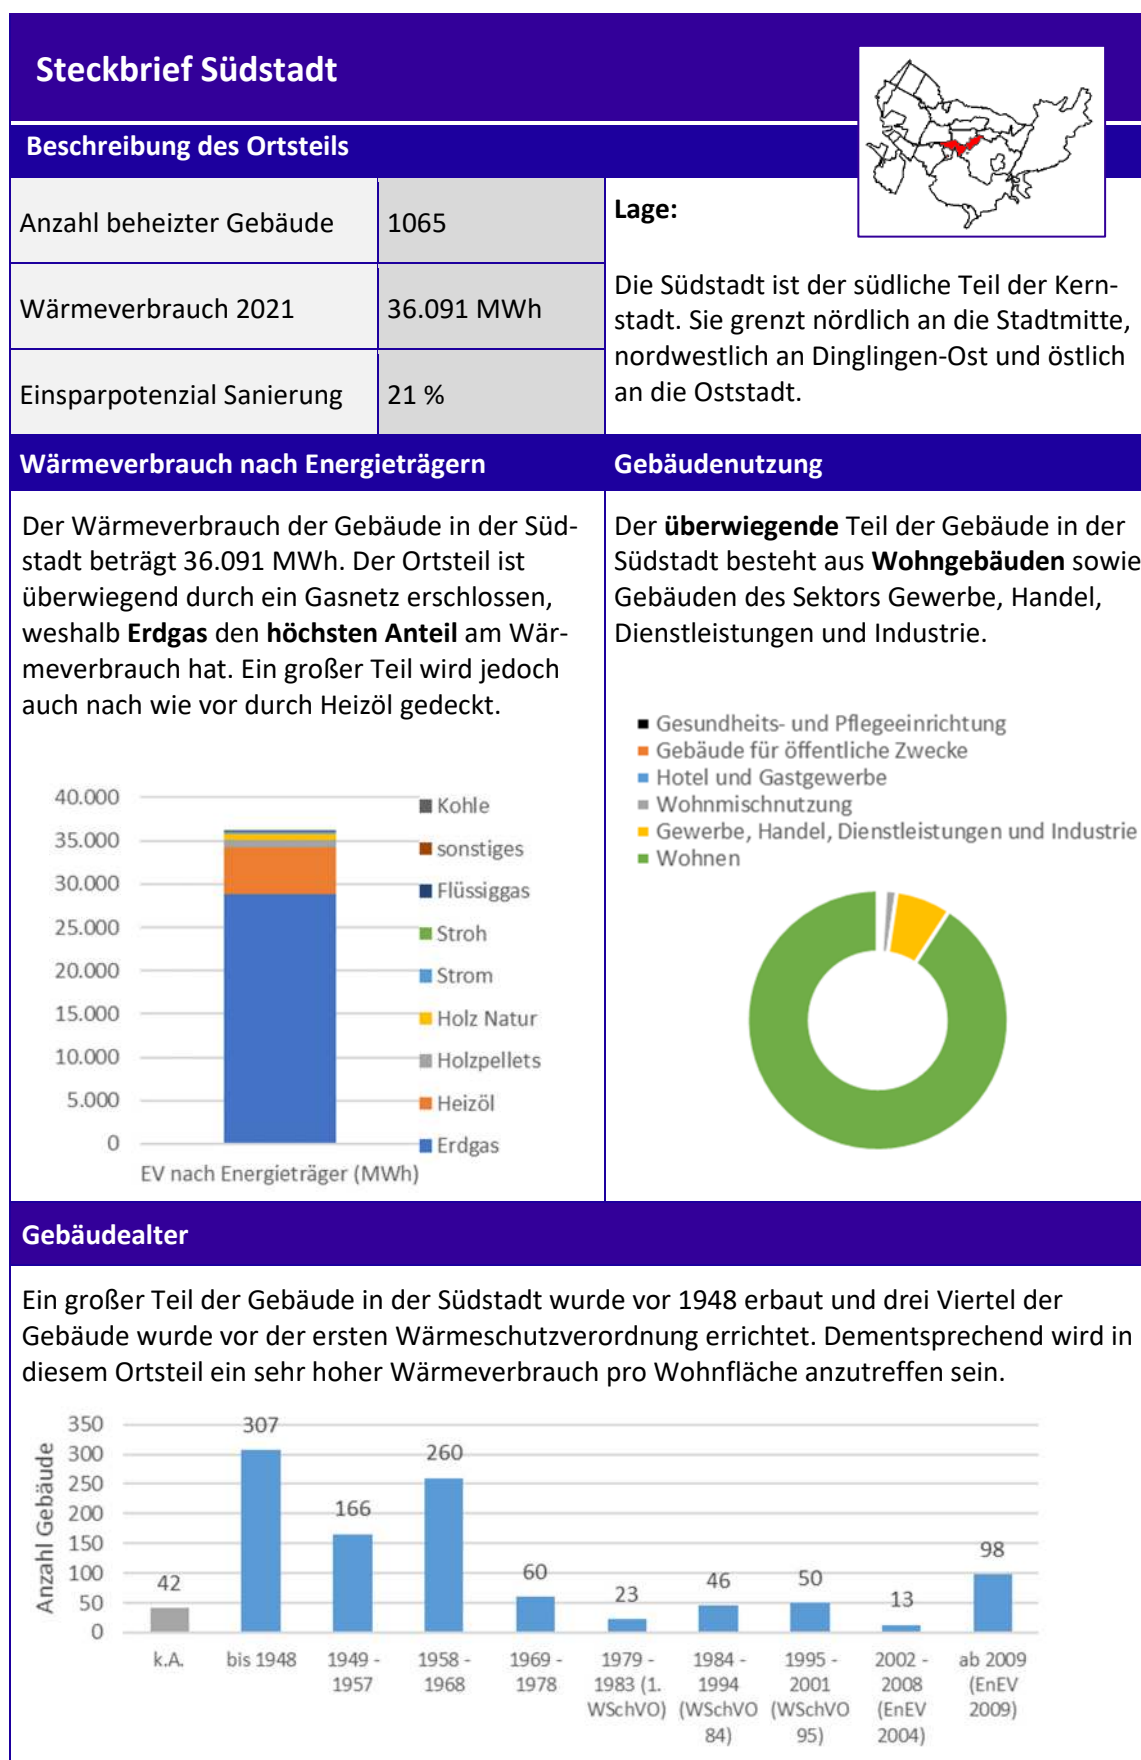 Steckbrief Südstadt
Beschreibung des Ortsteils
Anzahl beheizter Gebäude 1065
Wärmeverbrauch 2021 36.091 MWh
Einsparpotenzial Sanierung 21 %
Lage:
Die Südstadt ist der südliche Teil der Kern-
stadt. Sie grenzt nördlich an die Stadtmitte,
nordwestlich an Dinglingen-Ost und östlich
an die Oststadt.
Wärmeverbrauch nach Energieträgern
Der Wärmeverbrauch der Gebäude in der Süd-
stadt beträgt 36.091 MWh. Der Ortsteil ist
überwiegend durch ein Gasnetz erschlossen,
weshalb Erdgas den höchsten Anteil am Wär-
meverbrauch hat. Ein großer Teil wird jedoch
auch nach wie vor durch Heizöl gedeckt.
40.000
35.000
30.000
25.000
20.000
15.000
10.000
5.000
0
EV nach Energieträger (MWh)
Kohle
sonstiges
Flüssiggas
Stroh
Strom
Holz Natur
Holzpellets
Heizöl
Erdgas
Gebäudenutzung
Der überwiegende Teil der Gebäude in der
Südstadt besteht aus Wohngebäuden sowie
Gebäuden des Sektors Gewerbe, Handel,
Dienstleistungen und Industrie.
Gesundheits- und Pflegeeinrichtung
Gebäude für öffentliche Zwecke
Hotel und Gastgewerbe
Wohnmischnutzung
Gewerbe, Handel, Dienstleistungen und Industrie
Wohnen
Gebäudealter
Ein großer Teil der Gebäude in der Südstadt wurde vor 1948 erbaut und drei Viertel der
Gebäude wurde vor der ersten Wärmeschutzverordnung errichtet. Dementsprechend wird in
diesem Ortsteil ein sehr hoher Wärmeverbrauch pro Wohnfläche anzutreffen sein.
Anzahl Gebäude
350
300
250
200
150
100
50
0
42
307
166
260
60
23
46
50
13
98
k.A.
bis 1948
1949 -
1957
1958 -
1968
1969 -
1978
1979 -
1983 (1.
WSchVO)
1984 -
1994
(WSchVO
84)
1995 -
2001
(WSchVO
95)
2002 -
2008
(EnEV
2004)
ab 2009
(EnEV
2009)